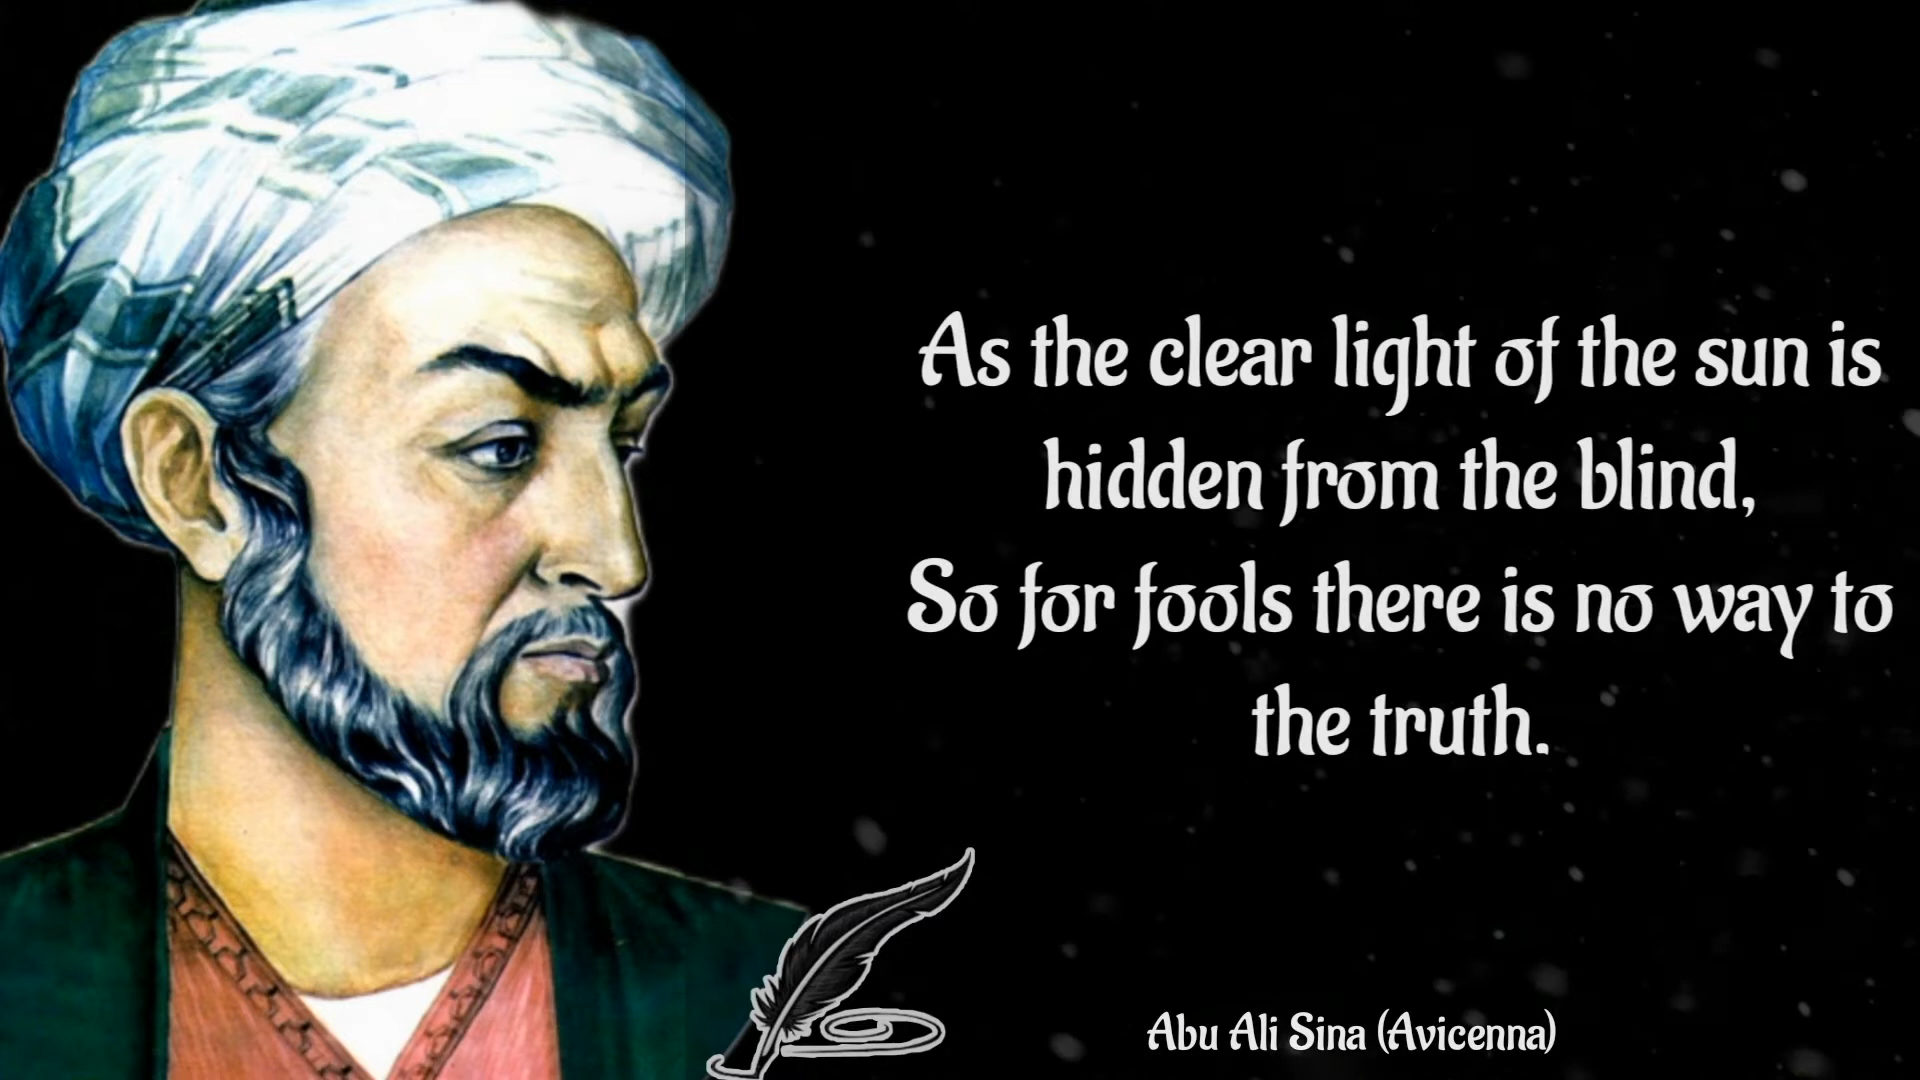 As the clear light of the sun is
hidden from the blind,
So for fools there is no way to
the truth.
Abu Ali Sina (Avicenna)